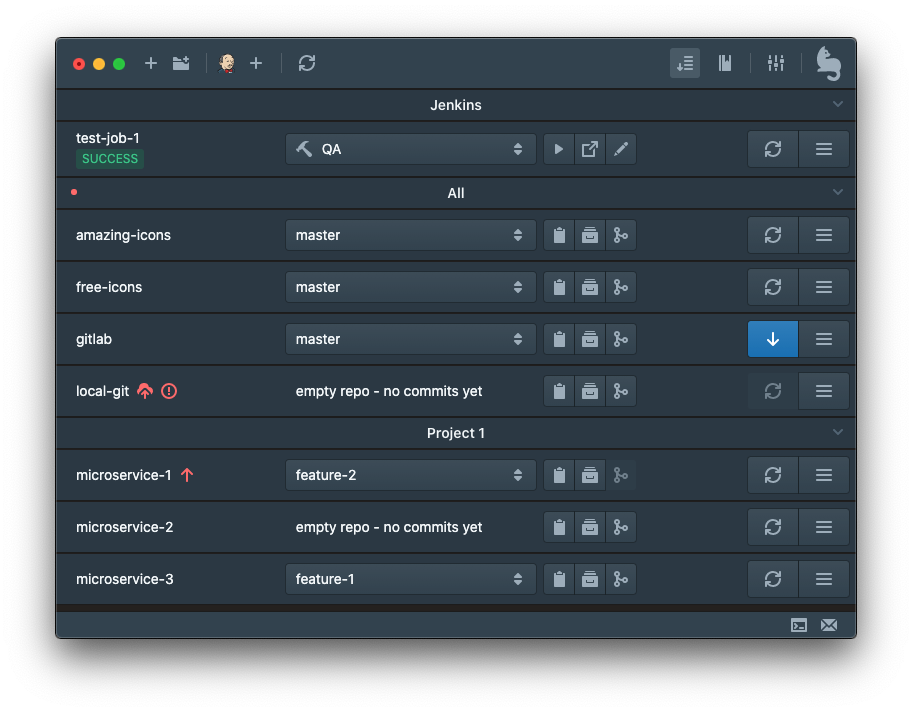 Jenkins
test-job-1
SUCCESS
QA
All
amazing-icons
master
free-icons
master
gitlab
master
local-git
empty repo - no commits yet
Project 1
microservice-1
feature-2
microservice-2
empty repo - no commits yet
microservice-3
feature-1